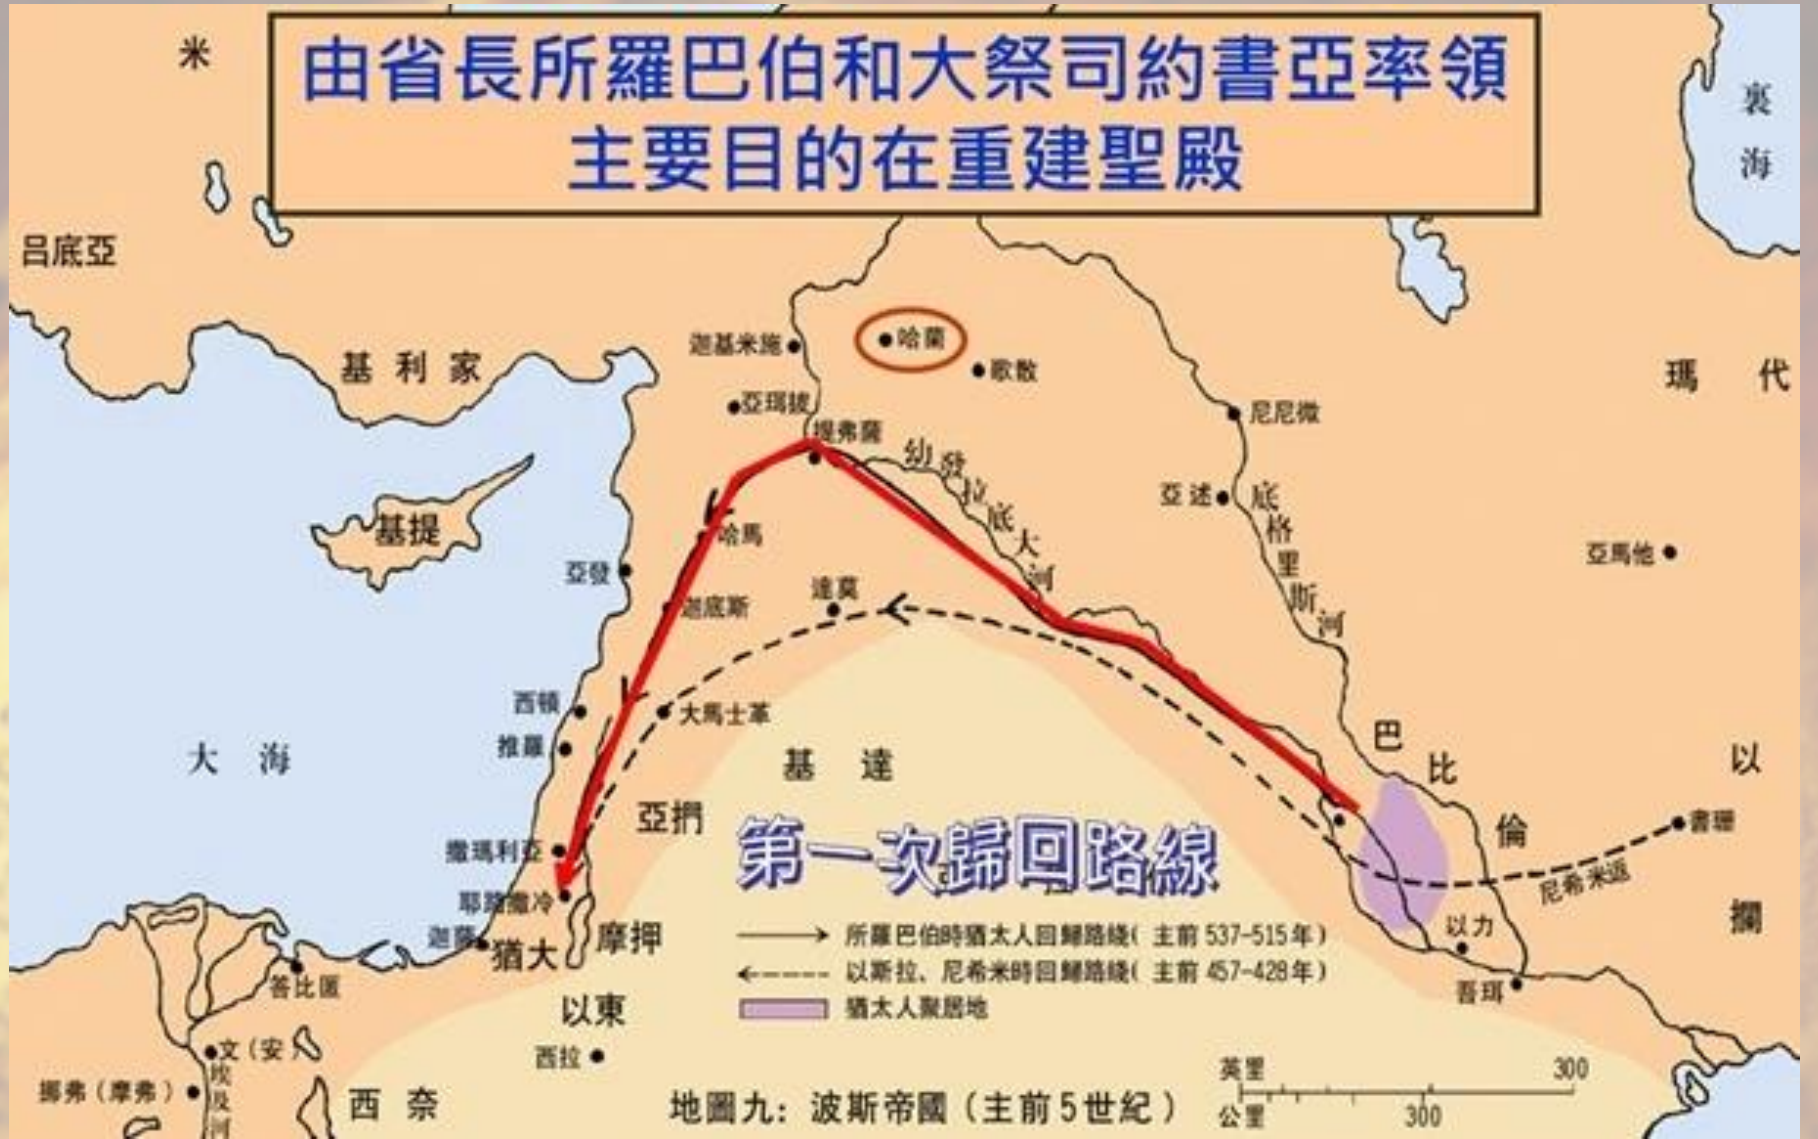 由省長所羅巴伯和大祭司約書亞率領
主要目的在重建聖殿
米
裏海
呂底亞
基利家
迦基米施
哈蘭
歌散
瑪代
亞珥拔
提弗薩
尼尼微
幼發拉底大河
亞述
底格里斯河
基提
哈馬
亞馬他
亞發
迦底斯
達莫
西頓
大馬士革
推羅
大海
基達
巴比倫
以攔
亞捫
書珊
第一次歸回路線
撒瑪利亞
尼希米返
耶路撒冷
迦薩
猶大
摩押
以力
所羅巴伯時猶太人回歸路綫( 主前 537-515年)
以斯拉、尼希米時回歸路綫( 主前 457-428年)
猶太人聚居地
答比匿
吾珥
以東
文(安)
西拉
挪弗(摩弗)
埃及河
西奈
地圖九: 波斯帝國(主前5世紀)
英里 300
公里 300